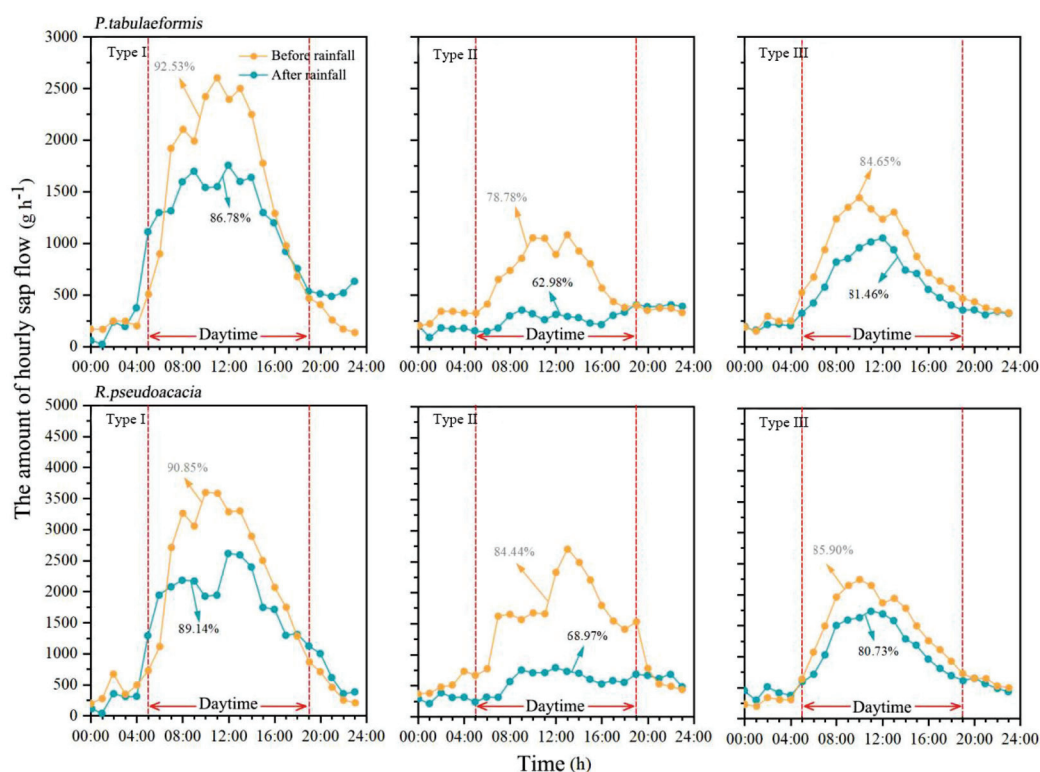 P.tabulaeformis
Type I
Before rainfall
After rainfall
92.53%
86.78%
Daytime
3000
2500
2000
1500
1000
500
0
00:00 04:00 08:00 12:00 16:00 20:00 24:00
Type II
78.78%
62.98%
Daytime
00:00 04:00 08:00 12:00 16:00 20:00 24:00
Type III
84.65%
81.46%
Daytime
00:00 04:00 08:00 12:00 16:00 20:00 24:00
The amount of hourly sap flow (g h-1)
R.pseudoacacia
Type I
90.85%
89.14%
Daytime
5000
4500
4000
3500
3000
2500
2000
1500
1000
500
0
00:00 04:00 08:00 12:00 16:00 20:00 24:00
Type II
84.44%
68.97%
Daytime
00:00 04:00 08:00 12:00 16:00 20:00 24:00
Type III
85.90%
80.73%
Daytime
00:00 04:00 08:00 12:00 16:00 20:00 24:00
Time (h)